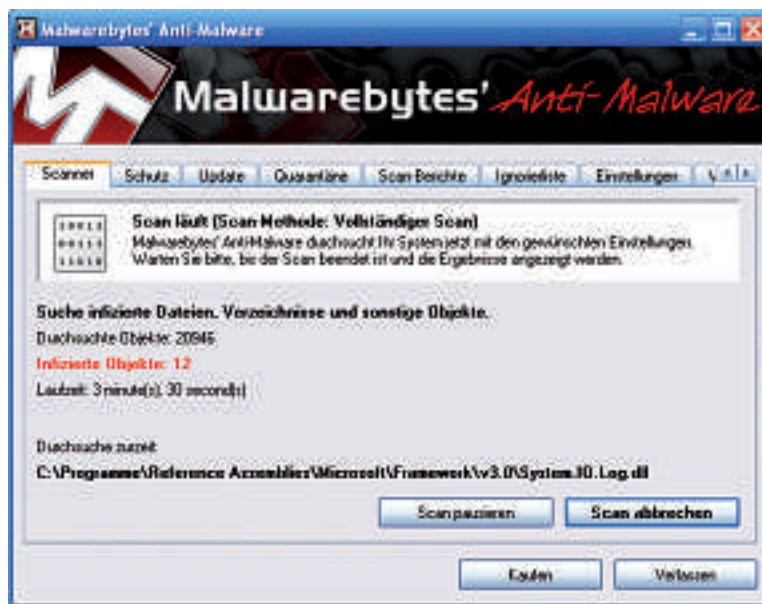 Malwarebytes' Anti-Malware
Malwarebytes' Anti-Malware
Scanner Schutz Update Quarantäne Scan-Berichte Ignorierliste Einstellungen
10011
00111
11010
Scan läuft (Scan-Methode: Vollständiger Scan)
Malwarebytes' Anti-Malware durchsucht Ihr System jetzt mit den gewünschten Einstellungen.
Warten Sie bitte, bis der Scan beendet ist und die Ergebnisse angezeigt werden.
Suche infizierte Dateien, Verzeichnisse und sonstige Objekte.
Durchsuchte Objekte: 20946
Infizierte Objekte: 12
Laufzeit: 3 minute(s), 30 second(s)
Durchsuche zurzeit:
C:\Programme\Reference Assemblies\Microsoft\Framework\v3.0\System.IO.Log.dll
Scan pausieren Scan abbrechen
Kaufen Verlassen